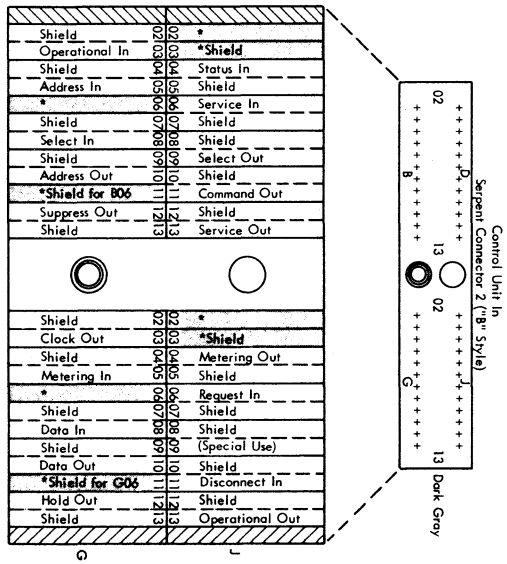 Shield 02 02 *
Operational In 03 03 *Shield
Shield 04 04 Status In
Address In 05 05 Shield
* 06 06 Service In
Shield 07 07 Shield
Select In 08 08 Shield
Shield 09 09 Select Out
Address Out 10 10 Shield
*Shield for B06 11 11 Command Out
Suppress Out 12 12 Shield
Shield 13 13 Service Out
Shield 02 02 *
Clock Out 03 03 *Shield
Shield 04 04 Metering Out
Metering In 05 05 Shield
* 06 06 Request In
Shield 07 07 Shield
Data In 08 08 Shield
Shield 09 09 (Special Use)
Data Out 10 10 Shield
*Shield for G06 11 11 Disconnect In
Hold Out 12 12 Shield
Shield 13 13 Operational Out
G
J
02
B
D
13
02
G
J
13
Control Unit In
Serpent Connector 2 ("B" Style)
Dark Gray